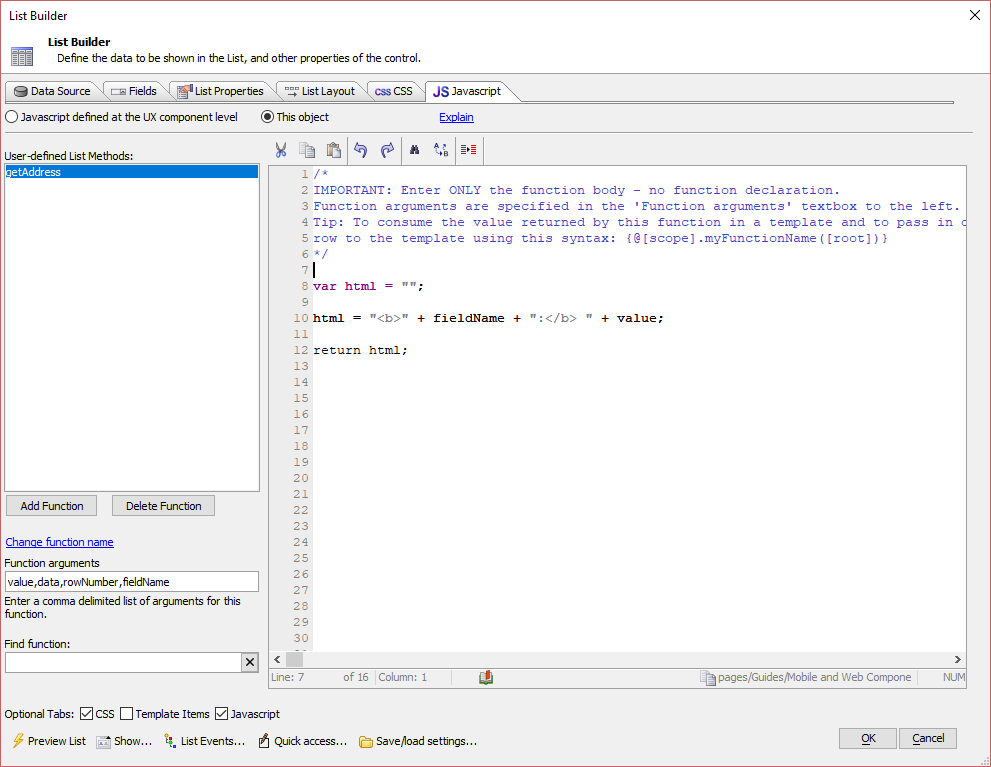 List Builder
List Builder
Define the data to be shown in the List, and other properties of the control.
Data Source Fields List Properties List Layout css CSS JS Javascript
Javascript defined at the UX component level This object Explain
User-defined List Methods:
getAddress
1 /*
2 IMPORTANT: Enter ONLY the function body - no function declaration.
3 Function arguments are specified in the 'Function arguments' textbox to the left.
4 Tip: To consume the value returned by this function in a template and to pass in
5 row to the template using this syntax: {@[scope].myFunctionName([root])}
6 */
7
8 var html = "";
9
10 html = "<b>" + fieldName + ":</b> " + value;
11
12 return html;
13
14
15
16
17
18
19
20
21
22
23
24
25
26
27
28
29
30
Add Function Delete Function
Change function name
Function arguments
value,data,rowNumber,fieldName
Enter a comma delimited list of arguments for this
function.
Find function:
Line: 7 of 16 Column: 1 pages/Guides/Mobile and Web Compone NUM
Optional Tabs: CSS Template Items Javascript
Preview List Show... List Events... Quick access... Save/load settings...
OK Cancel